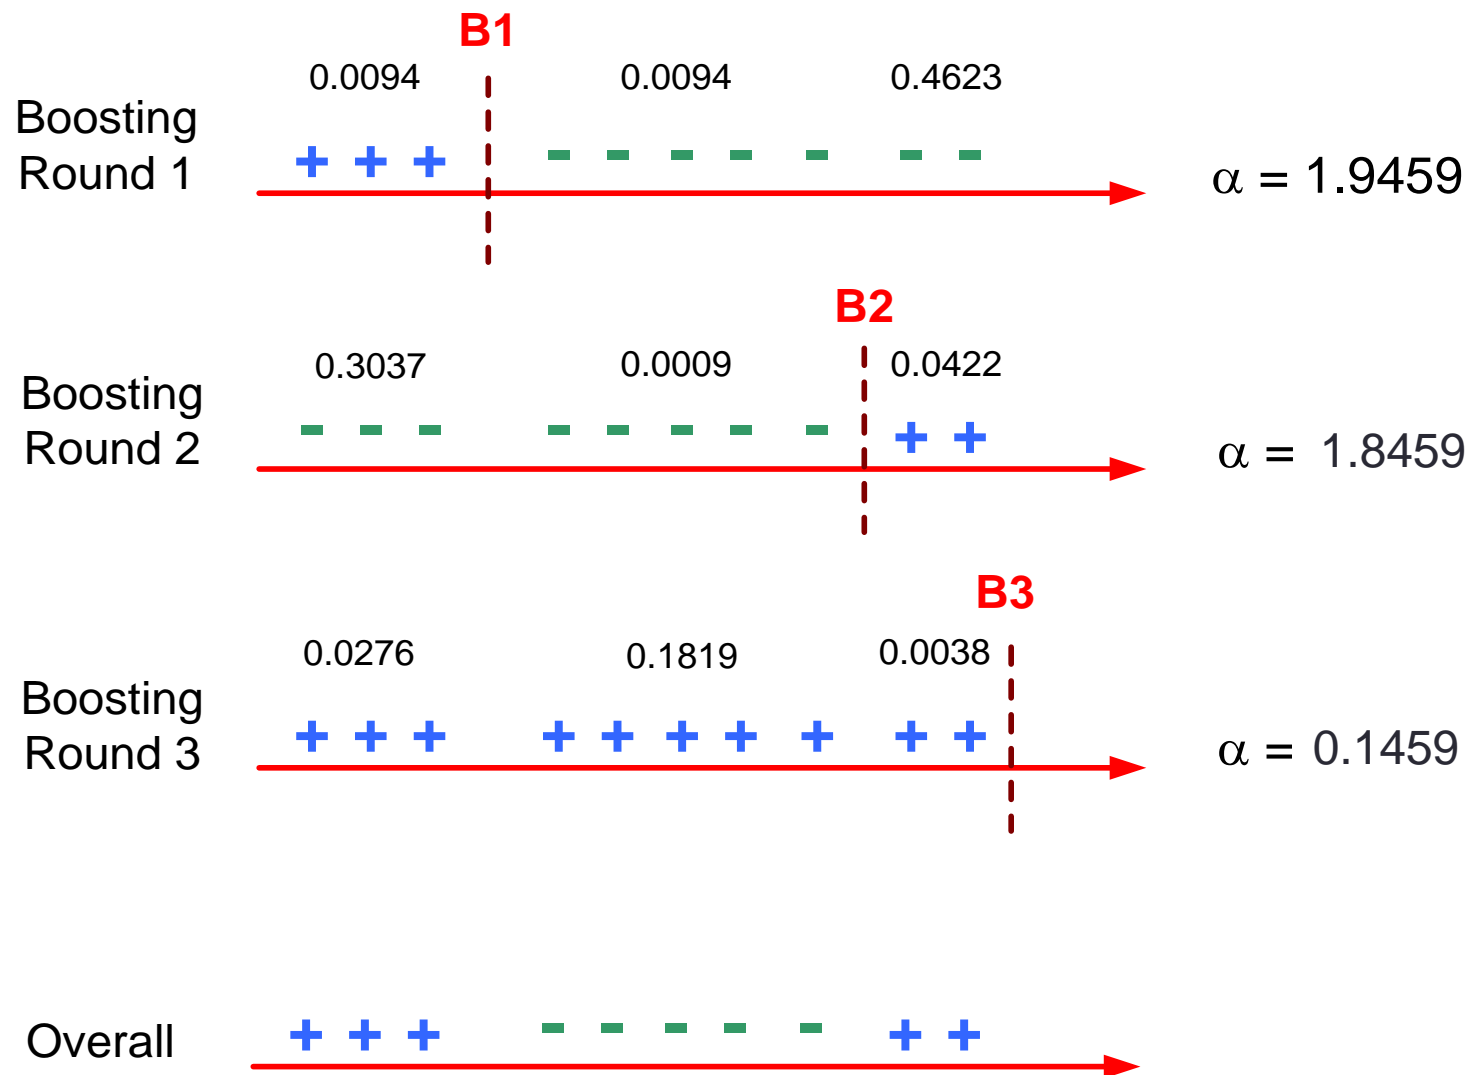 B1
0.0094 0.0094 0.4623
Boosting
Round 1
+ + + - - - - - - -
α = 1.9459
B2
0.3037 0.0009 0.0422
Boosting
Round 2
- - - - - - - - + +
α = 1.8459
B3
0.0276 0.1819 0.0038
Boosting
Round 3
+ + + + + + + + + +
α = 0.1459
Overall
+ + + - - - - - + +